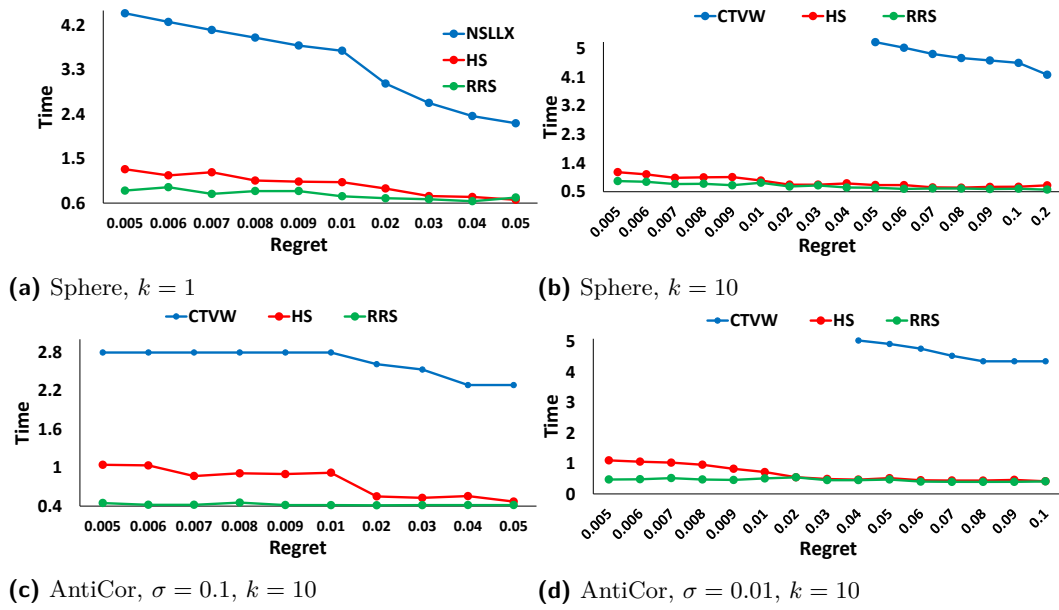 NSLLX
HS
RRS
Time
4.2
3.3
2.4
1.5
0.6
0.005 0.006 0.007 0.008 0.009 0.01 0.02 0.03 0.04 0.05
Regret
(a) Sphere, k = 1
CTVW HS RRS
Time
5
4.1
3.2
2.3
1.4
0.5
0.005 0.006 0.007 0.008 0.009 0.01 0.02 0.03 0.04 0.05 0.06 0.07 0.08 0.09 0.1 0.2
Regret
(b) Sphere, k = 10
CTVW HS RRS
Time
2.8
2.2
1.6
1
0.4
0.005 0.006 0.007 0.008 0.009 0.01 0.02 0.03 0.04 0.05
Regret
(c) AntiCor, σ = 0.1, k = 10
CTVW HS RRS
Time
5
4
3
2
1
0
0.005 0.006 0.007 0.008 0.009 0.01 0.02 0.03 0.04 0.05 0.06 0.07 0.08 0.09 0.1
Regret
(d) AntiCor, σ = 0.01, k = 10